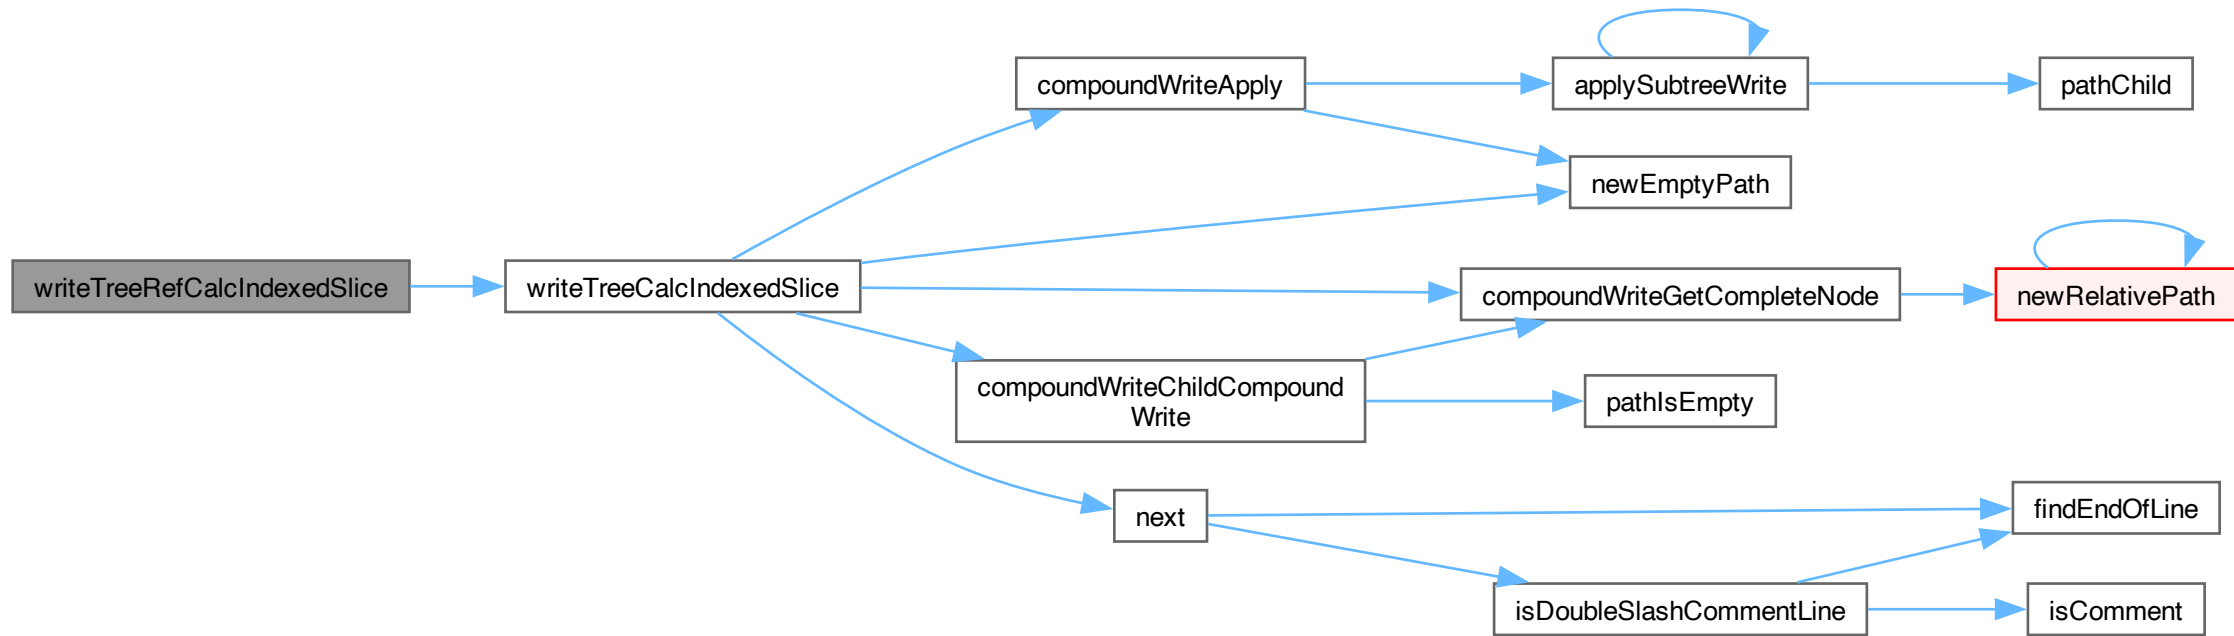 compoundWriteApply
applySubtreeWrite
pathChild
newEmptyPath
writeTreeRefCalcIndexedSlice
writeTreeCalcIndexedSlice
compoundWriteGetCompleteNode
newRelativePath
compoundWriteChildCompound
Write
pathIsEmpty
next
findEndOfLine
isDoubleSlashCommentLine
isComment